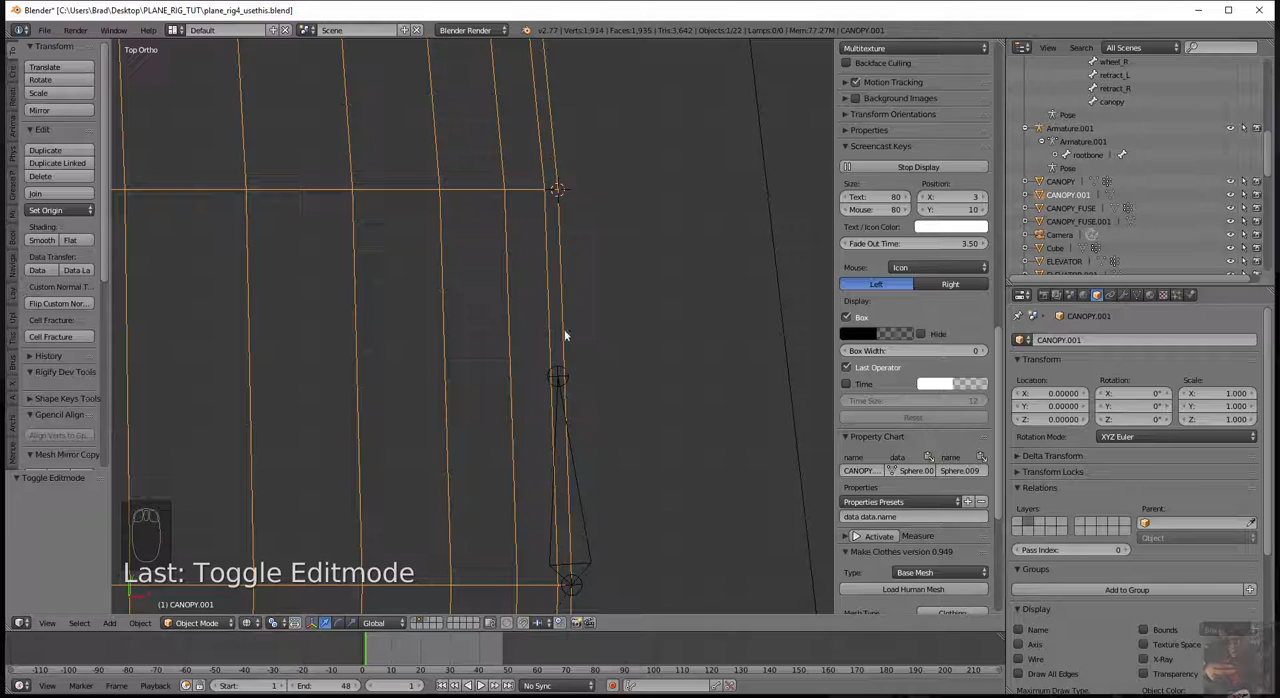 Blender* [C:\Users\Brad\Desktop\PLANE_RIG_TUT\plane_rig4_usethis.blend]
File Render Window Help Default Scene Blender Render v2.77 | Verts:1,914 | Faces:1,935 | Tris:3,642 | Objects:1/22 | Lamps:0/0 | Mem:77.27M | CANOPY.001
View Search All Scenes
Top Ortho
Transform
Translate
Rotate
Scale
Mirror
Edit
Duplicate
Duplicate Linked
Delete
Join
Set Origin
Shading:
Smooth Flat
Data Transfer:
Data Data La
Custom Normal T...
Flip Custom Nor...
Cell Fracture:
Cell Fracture
History
Rigify Dev Tools
Shape Keys Tools
Gpencil Align
Align Verts to Gp...
Mesh Mirror Copy
Toggle Editmode
Last: Toggle Editmode
(1) CANOPY.001
Multitexture
Backface Culling
Motion Tracking
Background Images
Transform Orientations
Properties
Screencast Keys
Stop Display
Size: Position:
Text: 80 X: 3
Mouse: 80 Y: 10
Text / Icon Color:
Fade Out Time: 3.50
Mouse: Icon
Left Right
Display:
Box
Hide
Box Width: 0
Last Operator
Time
Time Size: 12
Reset
Property Chart
name data name
CANOPY.... Sphere.00 Sphere.009
Properties
Properties Presets
data data.name
Activate Measure
Make Clothes version 0.949
Type: Base Mesh
Load Human Mesh
Mesh Type: Clothing
wheel_R
retract_L
retract_R
canopy
Pose
Armature.001
Armature.001
rootbone
Pose
CANOPY
CANOPY.001
CANOPY_FUSE
CANOPY_FUSE.001
Camera
Cube
ELEVATOR
ELEVATOR.001
CANOPY.001
CANOPY.001
Transform
Location: Rotation: Scale:
X: 0.00000 X: 0° X: 1.000
Y: 0.00000 Y: 0° Y: 1.000
Z: 0.00000 Z: 0° Z: 1.000
Rotation Mode: XYZ Euler
Delta Transform
Transform Locks
Relations
Layers: Parent:
Object
Pass Index: 0
Groups
Add to Group
Display
Name Bounds
Axis Texture Space
Wire X-Ray
Draw All Edges Transparency
Maximum Draw Type: Object Color:
View Select Add Object Object Mode Global
-110 -100 -90 -80 -70 -60 -50 -40 -30 -20 -10 0 10 20 30 40 50 60 70 80 90 100 110 120 130 140 150 160 170 180 190 200 210
View Marker Frame Playback Start: 1 End: 48 1 No Sync